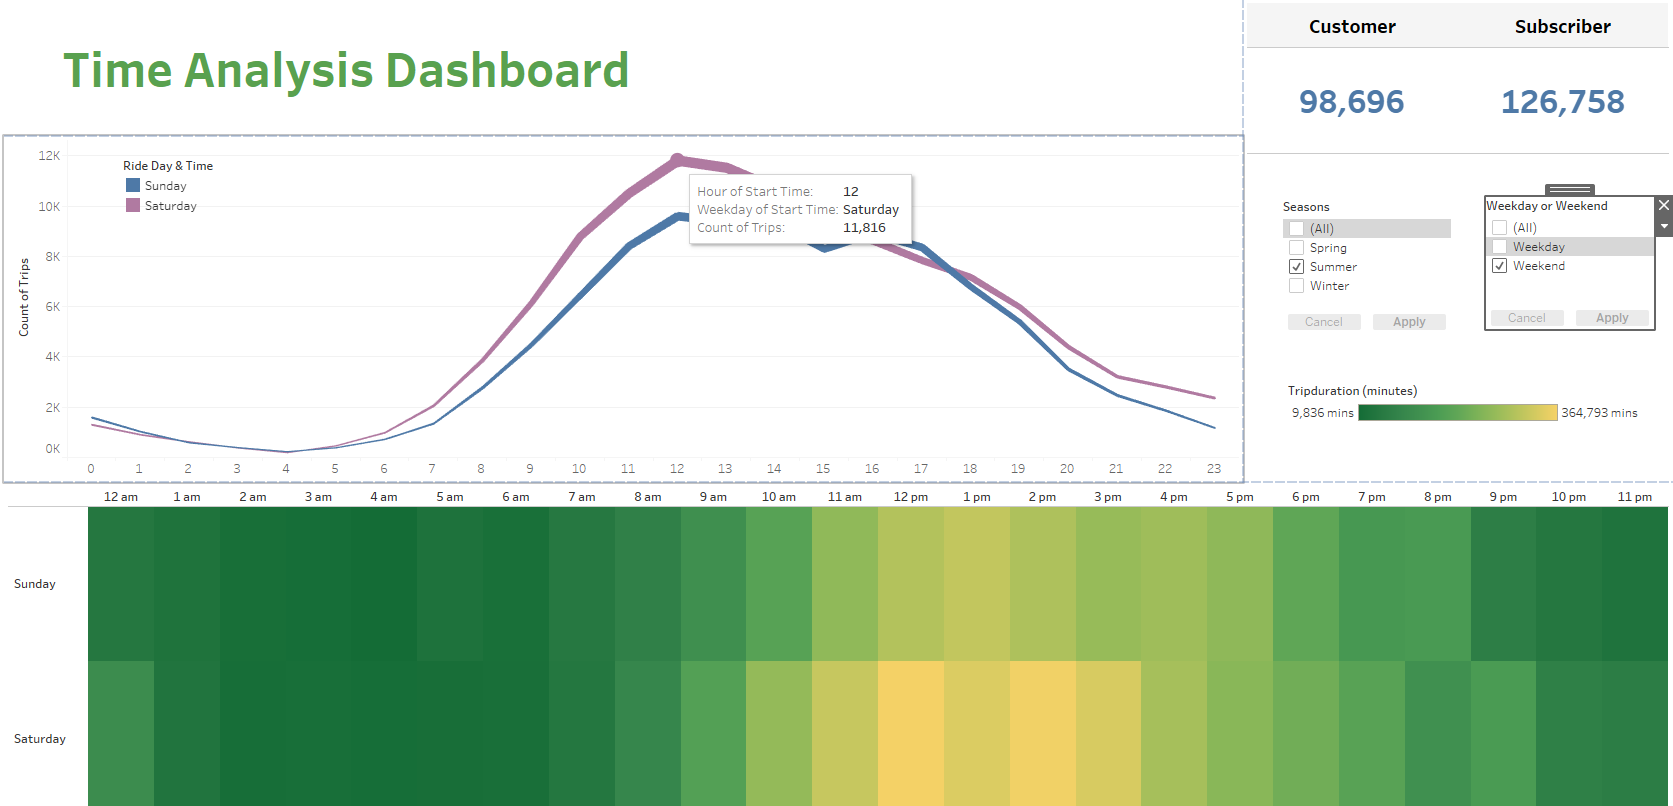 Time Analysis Dashboard
Customer Subscriber
98,696 126,758
Ride Day & Time
Sunday
Saturday
Count of Trips
12K
10K
8K
6K
4K
2K
0K
0 1 2 3 4 5 6 7 8 9 10 11 12 13 14 15 16 17 18 19 20 21 22 23
Hour of Start Time: 12
Weekday of Start Time: Saturday
Count of Trips: 11,816
Seasons
(All)
Spring
Summer
Winter
Cancel Apply
Weekday or Weekend
(All)
Weekday
Weekend
Cancel Apply
Tripduration (minutes)
9,836 mins 364,793 mins
12 am 1 am 2 am 3 am 4 am 5 am 6 am 7 am 8 am 9 am 10 am 11 am 12 pm 1 pm 2 pm 3 pm 4 pm 5 pm 6 pm 7 pm 8 pm 9 pm 10 pm 11 pm
Sunday
Saturday